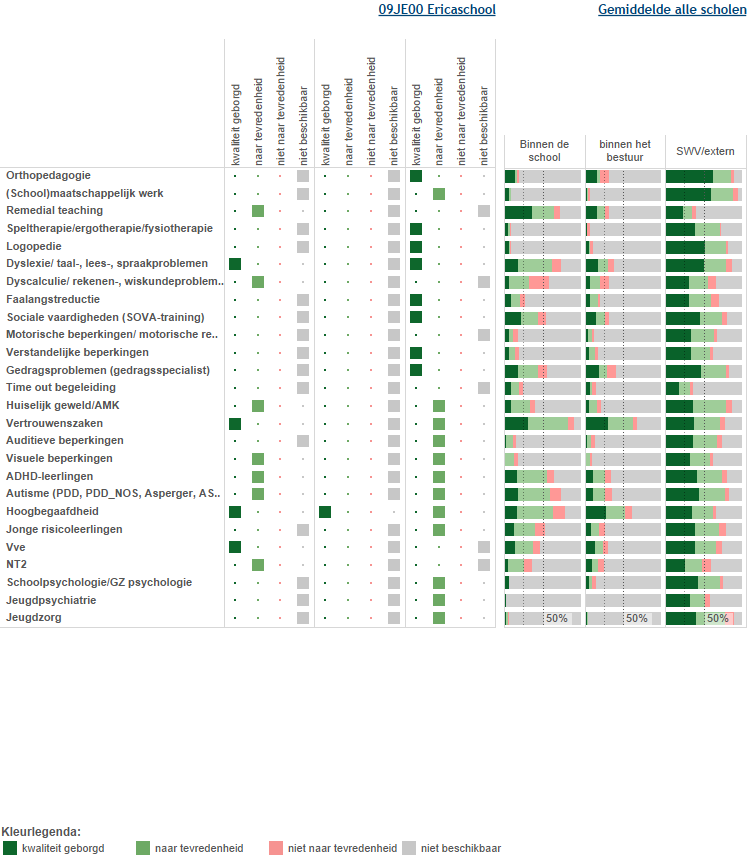 09JE00 Ericaschool
Gemiddelde alle scholen
kwaliteit geborgd
naar tevredenheid
niet naar tevredenheid
niet beschikbaar
kwaliteit geborgd
naar tevredenheid
niet naar tevredenheid
niet beschikbaar
kwaliteit geborgd
naar tevredenheid
niet naar tevredenheid
niet beschikbaar
Binnen de
school
binnen het
bestuur
SWV/extern
Orthopedagogie
(School)maatschappelijk werk
Remedial teaching
Speltherapie/ergotherapie/fysiotherapie
Logopedie
Dyslexie/ taal-, lees-, spraakproblemen
Dyscalculie/ rekenen-, wiskundeproblem..
Faalangstreductie
Sociale vaardigheden (SOVA-training)
Motorische beperkingen/ motorische re..
Verstandelijke beperkingen
Gedragsproblemen (gedragsspecialist)
Time out begeleiding
Huiselijk geweld/AMK
Vertrouwenszaken
Auditieve beperkingen
Visuele beperkingen
ADHD-leerlingen
Autisme (PDD, PDD_NOS, Asperger, AS..
Hoogbegaafdheid
Jonge risicoleerlingen
Vve
NT2
Schoolpsychologie/GZ psychologie
Jeugdpsychiatrie
Jeugdzorg
50%
50%
50%
Kleurlegenda:
kwaliteit geborgd
naar tevredenheid
niet naar tevredenheid
niet beschikbaar